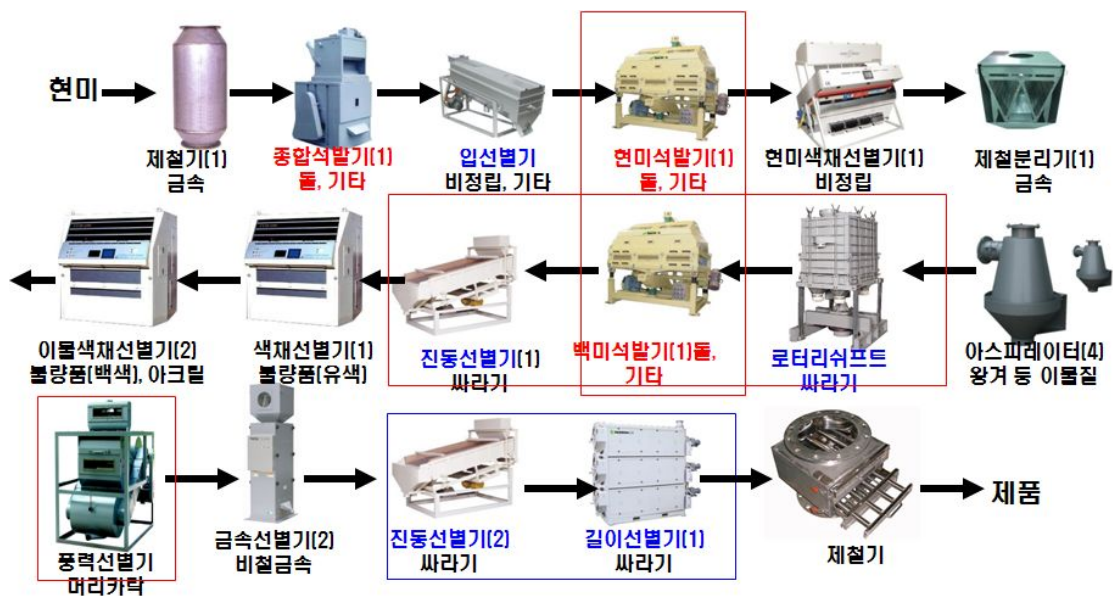 현미
제철기(1)
금속
종합석발기(1)
돌, 기타
입선별기
비정립, 기타
현미석발기(1)
돌, 기타
현미색채선별기(1)
비정립
제철분리기(1)
금속
이물색채선별기(2)
불량품(백색), 아크릴
색채선별기(1)
불량품(유색)
진동선별기(1)
싸라기
백미석발기(1)돌,
기타
로터리쉬프트
싸라기
아스피레이터(4)
왕겨 등 이물질
풍력선별기
머리카락
금속선별기(2)
비철금속
진동선별기(2)
싸라기
길이선별기(1)
싸라기
제철기
제품